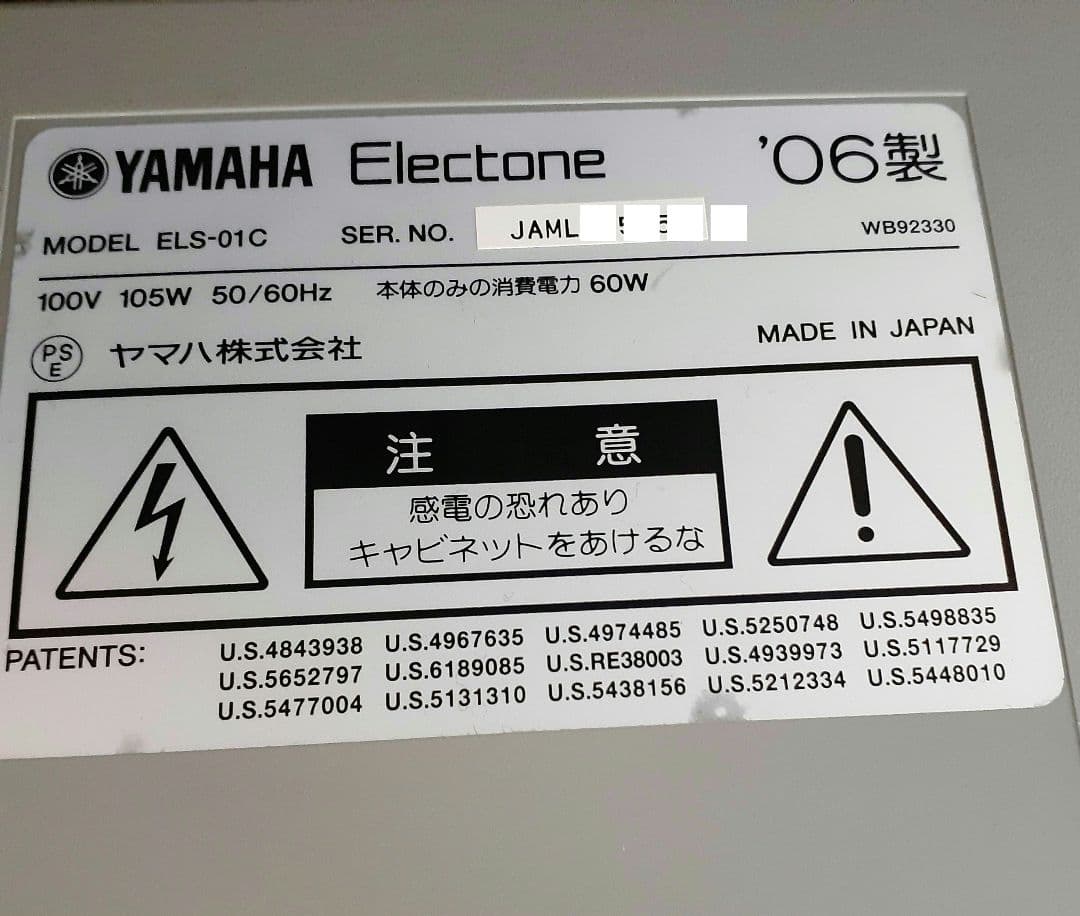 YAMAHA Electone '06製
MODEL ELS-01C SER. NO. JAML WB92330
100V 105W 50/60Hz 本体のみの消費電力 60W
PSE ヤマハ株式会社 MADE IN JAPAN
注 意
感電の恐れあり
キャビネットをあけるな
PATENTS: U.S.4843938 U.S.4967635 U.S.4974485 U.S.5250748 U.S.5498835
U.S.5652797 U.S.6189085 U.S.RE38003 U.S.4939973 U.S.5117729
U.S.5477004 U.S.5131310 U.S.5438156 U.S.5212334 U.S.5448010